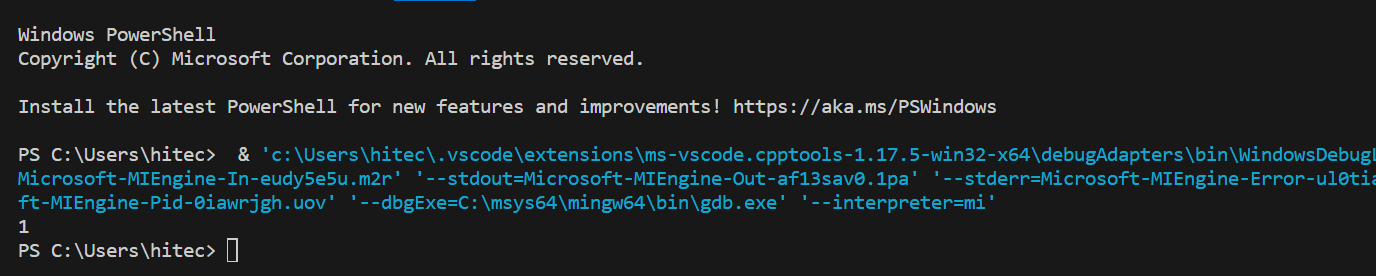 Windows PowerShell
Copyright (C) Microsoft Corporation. All rights reserved.
Install the latest PowerShell for new features and improvements! https://aka.ms/PSWindows
PS C:\Users\hitec>  & 'c:\Users\hitec\.vscode\extensions\ms-vscode.cpptools-1.17.5-win32-x64\debugAdapters\bin\WindowsDebugL
Microsoft-MIEngine-In-eudy5e5u.m2r' '--stdout=Microsoft-MIEngine-Out-af13sav0.1pa' '--stderr=Microsoft-MIEngine-Error-ul0tia
ft-MIEngine-Pid-0iawrjgh.uov' '--dbgExe=C:\msys64\mingw64\bin\gdb.exe' '--interpreter=mi'
1
PS C:\Users\hitec>